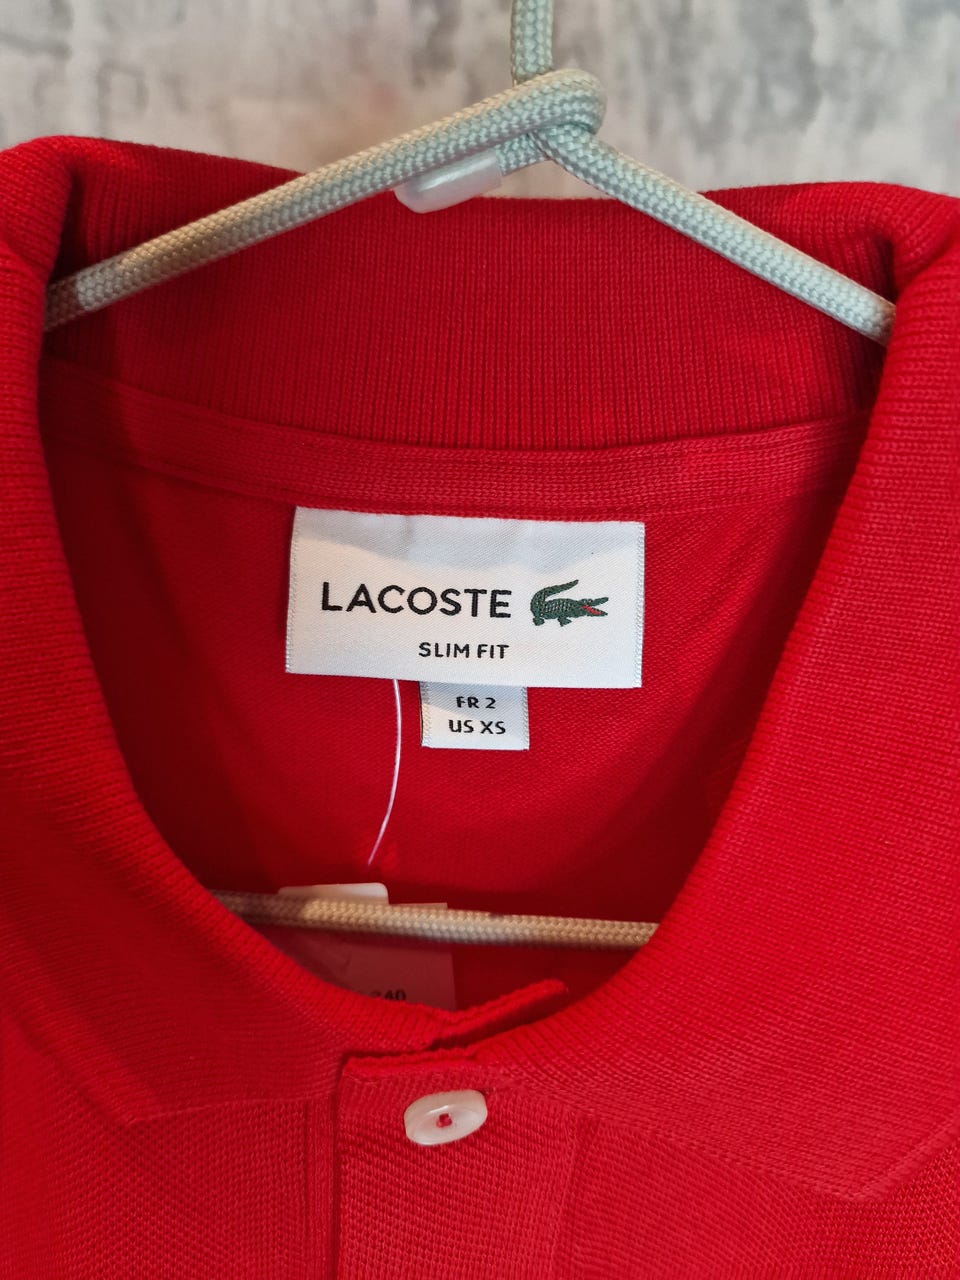 LACOSTE
SLIM FIT
FR 2
US XS